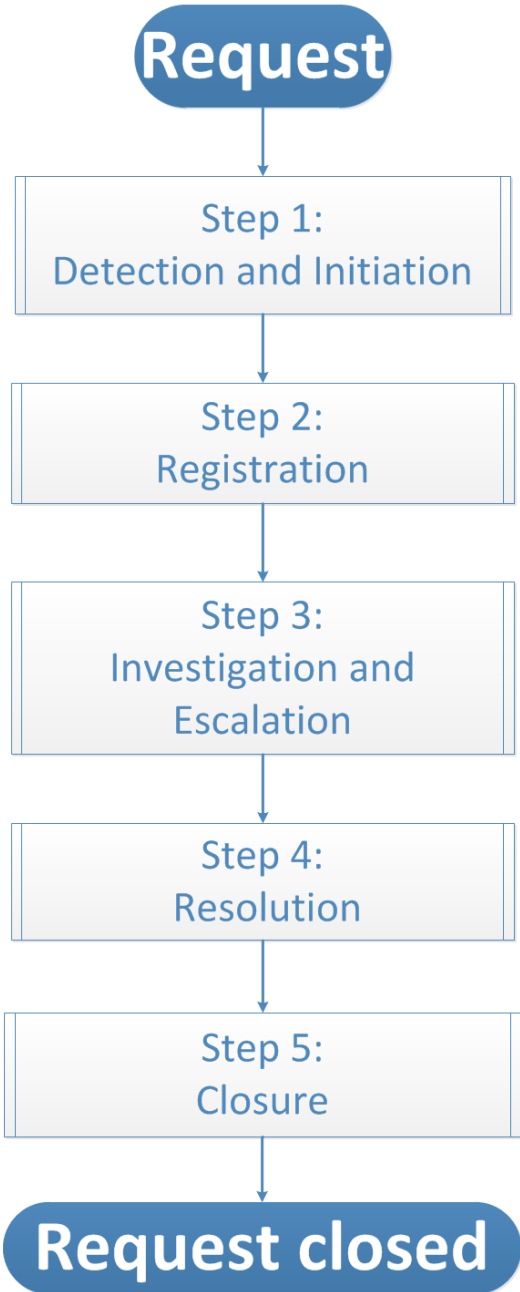 Request
Step 1:
Detection and Initiation
Step 2:
Registration
Step 3:
Investigation and
Escalation
Step 4:
Resolution
Step 5:
Closure
Request closed